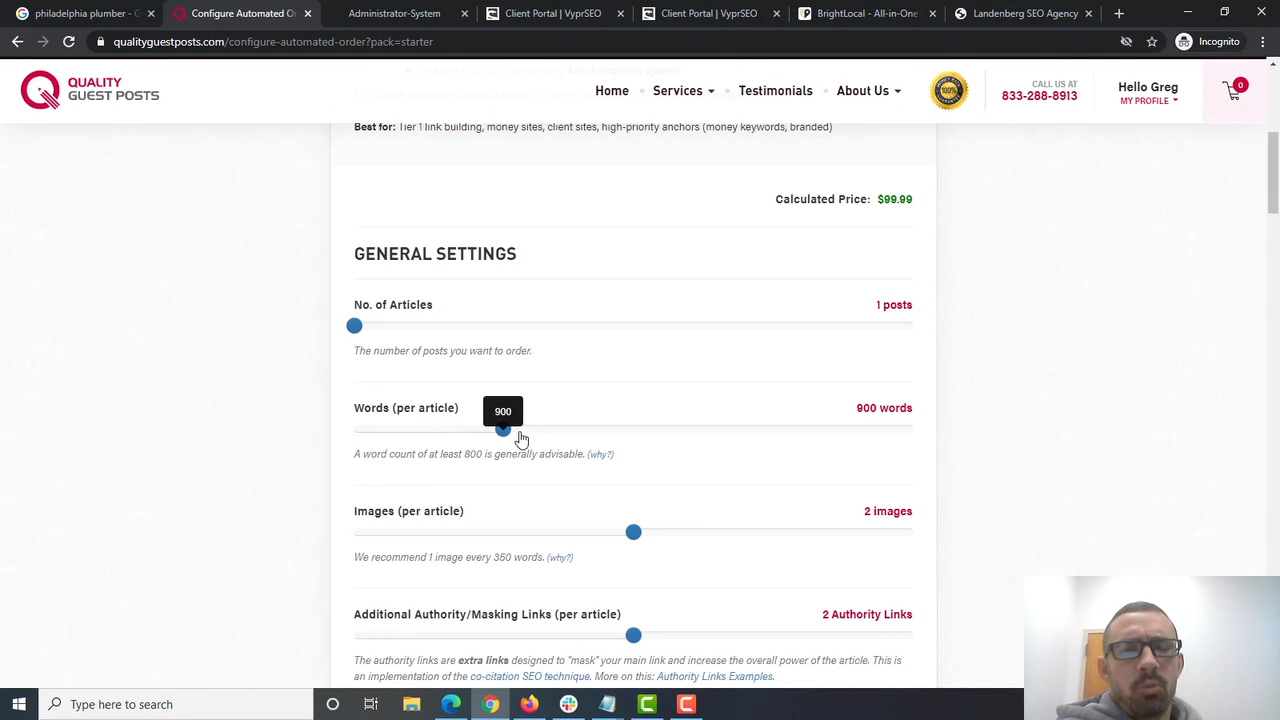 philadelphia plumber - G
Configure Automated O
Administrator-System
Client Portal | VyprSEO
Client Portal | VyprSEO
BrightLocal - All-in-One
Landenberg SEO Agency
qualityguestposts.com/configure-automated-order?pack=starter
Incognito
QUALITY
GUEST POSTS
Home
Services
Testimonials
About Us
100%
CALL US AT
833-288-8913
Hello Greg
MY PROFILE
0
Best for: Tier 1 link building, money sites, client sites, high-priority anchors (money keywords, branded)
Calculated Price: $99.99
GENERAL SETTINGS
No. of Articles
1 posts
The number of posts you want to order.
Words (per article)
900
900 words
A word count of at least 800 is generally advisable. (why?)
Images (per article)
2 images
We recommend 1 image every 350 words. (why?)
Additional Authority/Masking Links (per article)
2 Authority Links
The authority links are extra links designed to "mask" your main link and increase the overall power of the article. This is
an implementation of the co-citation SEO technique. More on this: Authority Links Examples.
Type here to search